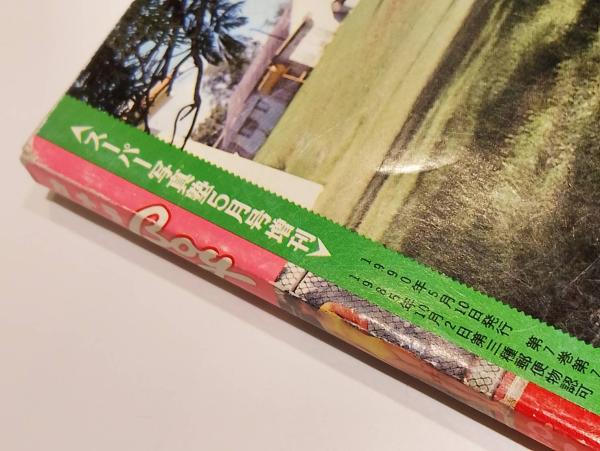 ＜スーパー写真塾5月号増刊＞
1990年5月10日発行 第7巻第7
1985年10月2日第三種郵便物認可